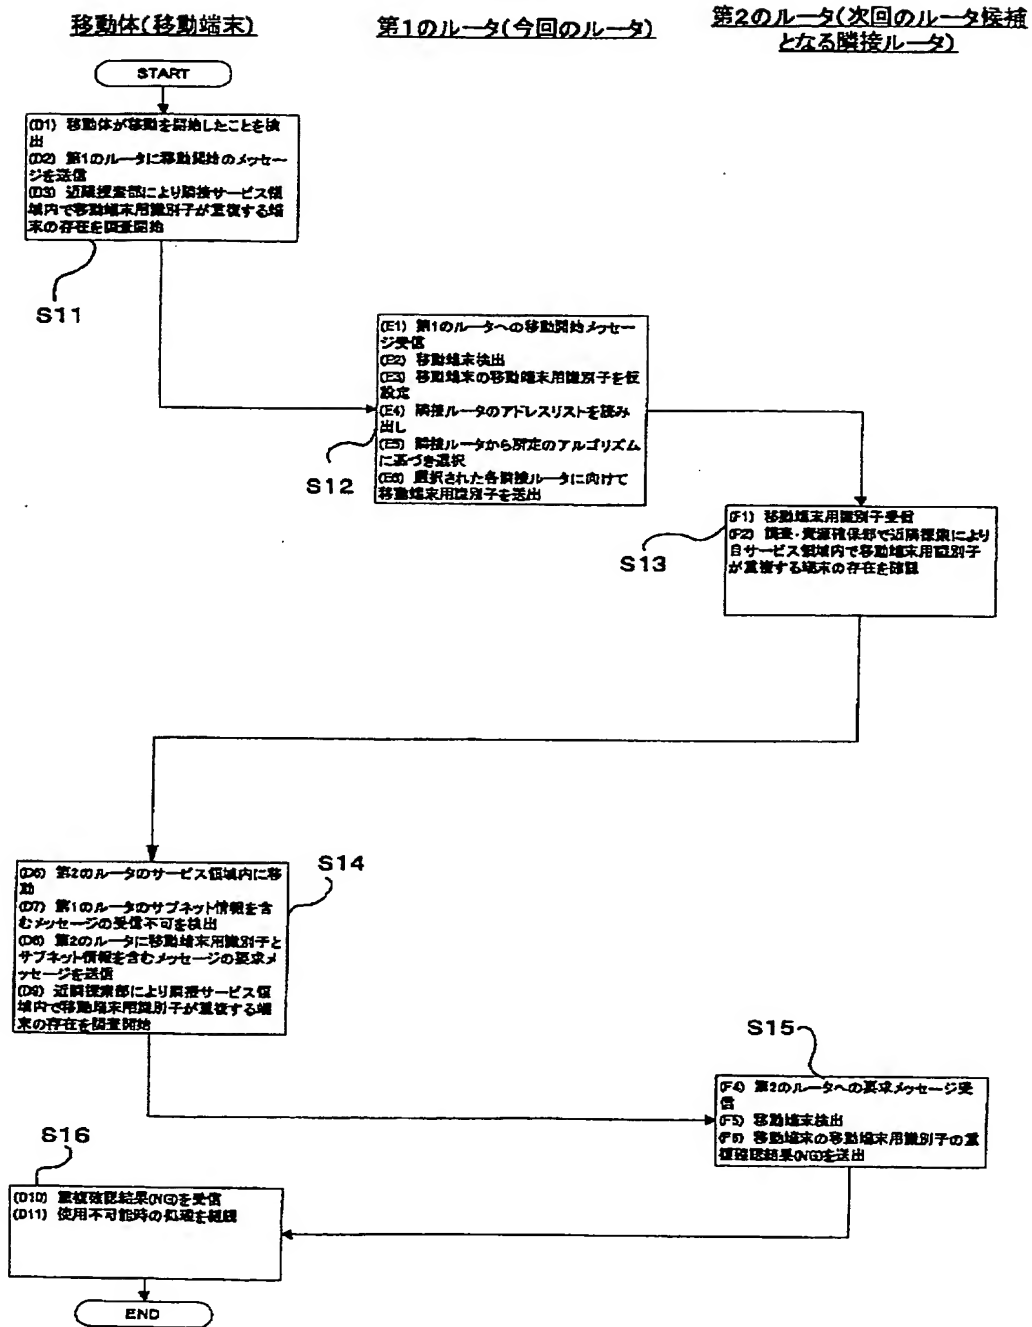 移動体(移動端末)
第1のルータ(今回のルータ)
第2のルータ(次回のルータ候補
となる隣接ルータ)
START
(D1) 移動体が移動を開始したことを検
出
(D2) 第1のルータに移動開始のメッセー
ジを送信
(D3) 近隣捜索部により隣接サービス領
域内で移動端末用識別子が重複する端
末の存在を調査開始
S11
(E1) 第1のルータへの移動開始メッセー
ジ受信
(E2) 移動端末検出
(E3) 移動端末の移動端末用識別子を仮
設定
(E4) 隣接ルータのアドレスリストを読み
出し
(E5) 隣接ルータから所定のアルゴリズム
に基づき選択
(E6) 選択された各隣接ルータに向けて
移動端末用識別子を送出
S12
(F1) 移動端末用識別子受信
(F2) 調査・資源確保部で近隣探索により
自サービス領域内で移動端末用識別子
が重複する端末の存在を確認
S13
(D6) 第2のルータのサービス領域内に移
動
(D7) 第1のルータのサブネット情報を含
むメッセージの受信不可を検出
(D8) 第2のルータに移動端末用識別子と
サブネット情報を含むメッセージの要求メ
ッセージを送信
(D9) 近隣捜索部により隣接サービス領
域内で移動端末用識別子が重複する端
末の存在を調査開始
S14
S15
(F4) 第2のルータへの要求メッセージ受
信
(F5) 移動端末検出
(F6) 移動端末の移動端末用識別子の重
複確認結果(NG)を送出
S16
(D10) 重複確認結果(NG)を受信
(D11) 使用不可能時の処理を継続
END